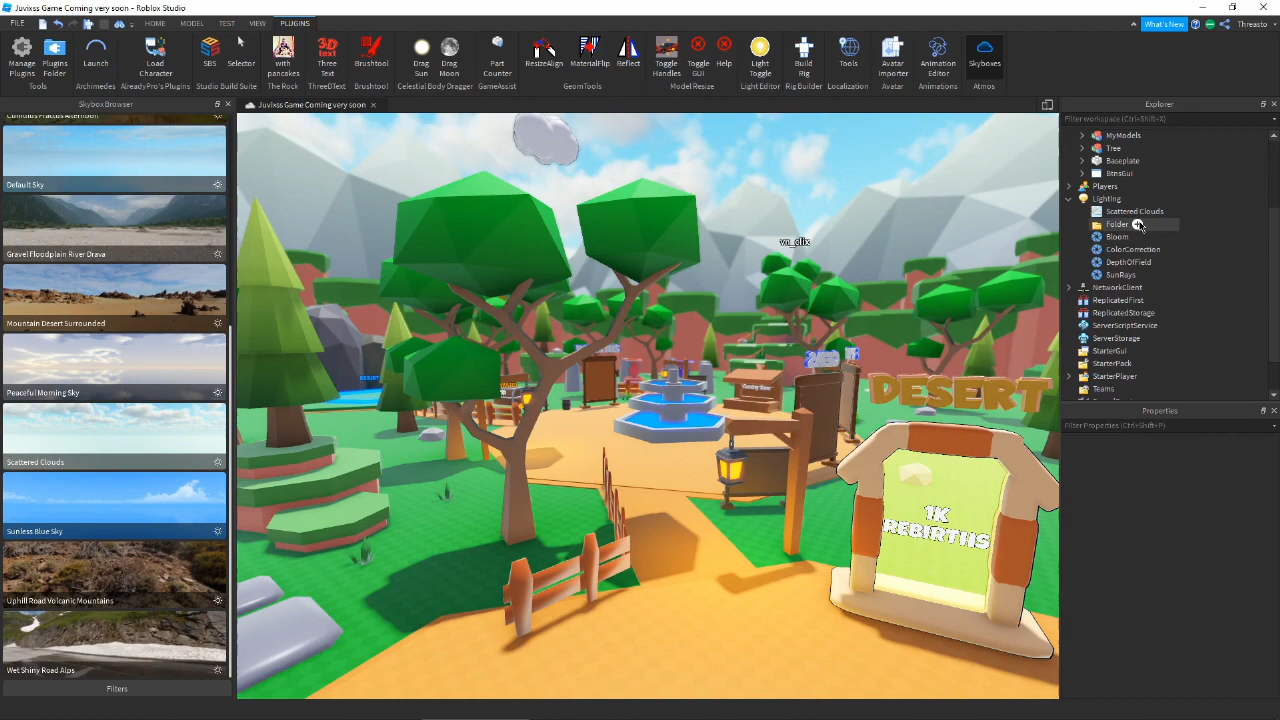 Juvixss Game Coming very soon - Roblox Studio
FILE
HOME
MODEL
TEST
VIEW
PLUGINS
What's New
Threasto
Manage Plugins
Plugins Folder
Launch
Load Character
SBS
Selector
with pancakes
Three Text
Brushtool
Drag Sun
Drag Moon
Part Counter
ResizeAlign
MaterialFlip
Reflect
Toggle Handles
Toggle GUI
Help
Light Toggle
Build Rig
Tools
Avatar Importer
Animation Editor
Skyboxes
Tools
Archimedes
AlreadyPro's Plugins
Studio Build Suite
The Rock
ThreeDText
Brushtool
Celestial Body Dragger
GameAssist
GeomTools
Model Resize
Light Editor
Rig Builder
Localization
Avatar
Animations
Atmos
Skybox Browser
Juvixss Game Coming very soon
Cumulus Fractus Afternoon
Default Sky
Gravel Floodplain River Drava
Mountain Desert Surrounded
Peaceful Morning Sky
Scattered Clouds
Sunless Blue Sky
Uphill Road Volcanic Mountains
Wet Shiny Road Alps
Filters
vn_clix
DESERT
1K
REBIRTHS
Explorer
Filter workspace (Ctrl+Shift+X)
MyModels
Tree
Baseplate
BtnsGui
Players
Lighting
Scattered Clouds
Folder
Bloom
ColorCorrection
DepthOfField
SunRays
NetworkClient
ReplicatedFirst
ReplicatedStorage
ServerScriptService
ServerStorage
StarterGui
StarterPack
StarterPlayer
Teams
Properties
Filter Properties (Ctrl+Shift+P)